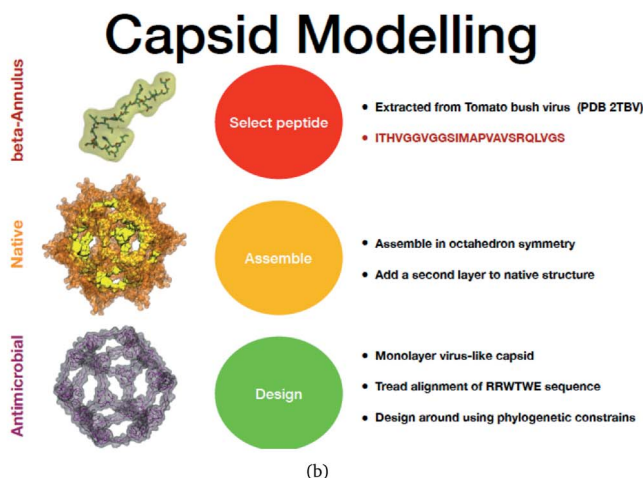 Capsid Modelling
beta-Annulus
Select peptide
• Extracted from Tomato bush virus (PDB 2TBV)
• ITHVGGVGGSIMAPVAVSRQLVGS
Native
Assemble
• Assemble in octahedron symmetry
• Add a second layer to native structure
Antimicrobial
Design
• Monolayer virus-like capsid
• Tread alignment of RRWTWE sequence
• Design around using phylogenetic constrains
(b)